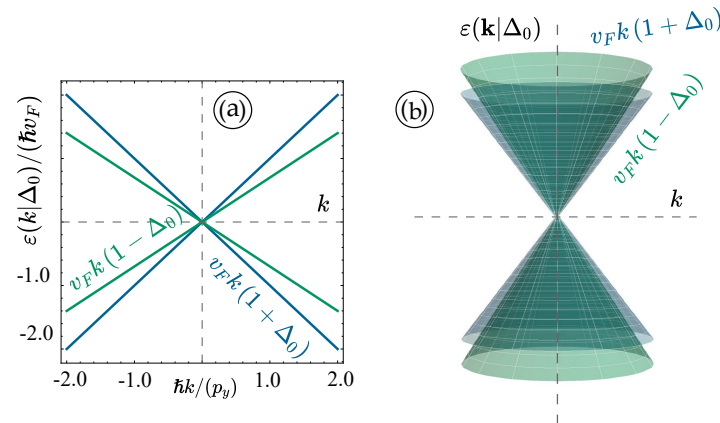 (a)
ε(k|Δ₀)/(ℏv_F)
k
v_F k (1 − Δ₀)
v_F k (1 + Δ₀)
-1.0
-2.0
-2.0
-1.0
1.0
2.0
ℏk/(p_y)
ε(𝐤|Δ₀)
v_F k (1 + Δ₀)
(b)
v_F k (1 − Δ₀)
k